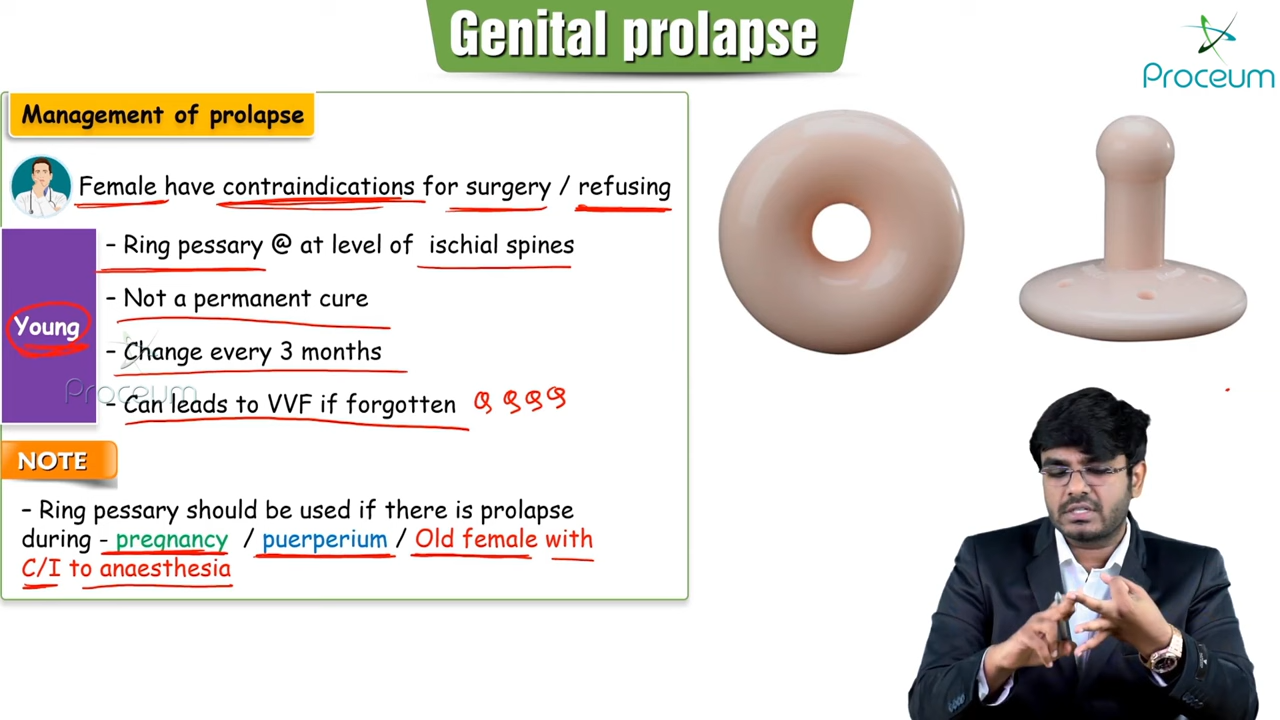 Genital prolapse
Proceum
Management of prolapse
Female have contraindications for surgery / refusing
Young
– Ring pessary @ at level of ischial spines
– Not a permanent cure
– Change every 3 months
Proceum
– Can leads to VVF if forgotten
NOTE
– Ring pessary should be used if there is prolapse
during - pregnancy / puerperium / Old female with
C/I to anaesthesia